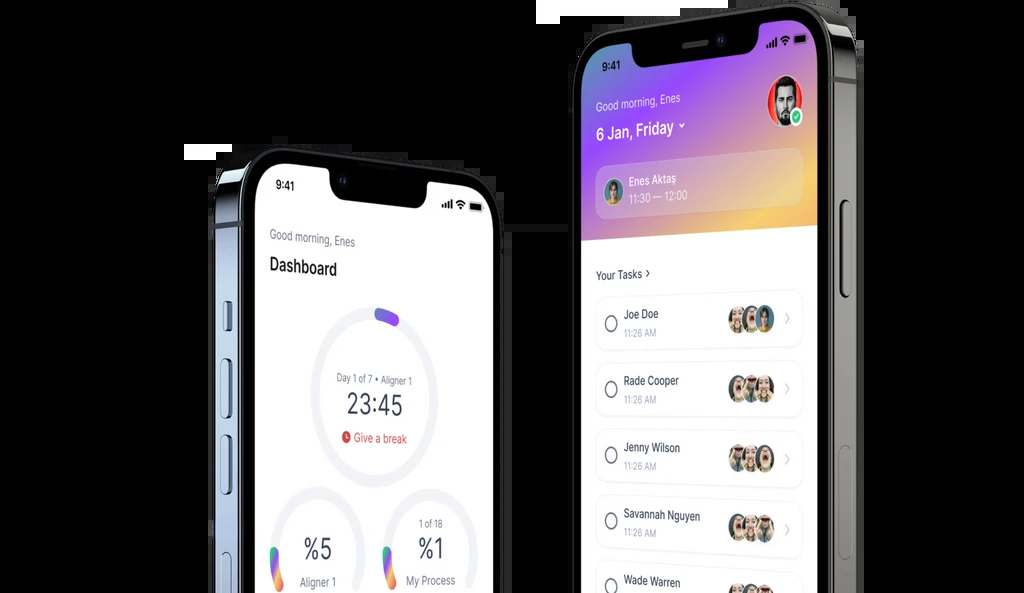 9:41
Good morning, Enes
Dashboard
Day 1 of 7 • Aligner 1
23:45
Give a break
%5
Aligner 1
1 of 18
%1
My Process
9:41
Good morning, Enes
6 Jan, Friday
Enes Aktaş
11:30 — 12:00
Your Tasks
Joe Doe
11:26 AM
Rade Cooper
11:26 AM
Jenny Wilson
11:26 AM
Savannah Nguyen
11:26 AM
Wade Warren